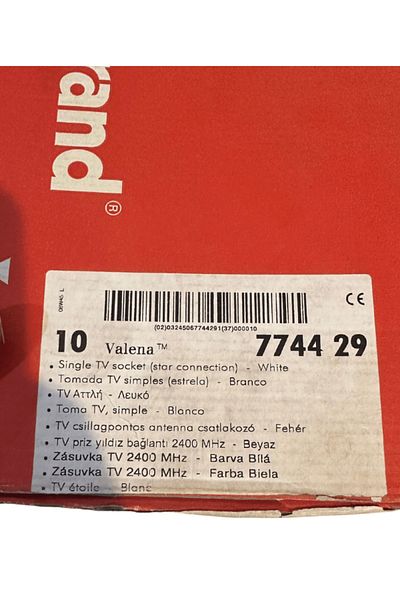 rand®
08W45 L
CE
(02)03245067744291(37)000010
10 Valena™ 7744 29
• Single TV socket (star connection) - White
• Tomada TV simples (estrela) - Branco
• TV Απλή - Λευκό
• Toma TV, simple - Blanco
• TV csillagpontos antenna csatlakozó - Fehér
• TV priz yıldız bağlantı 2400 MHz - Beyaz
• Zásuvka TV 2400 MHz - Barva Bílá
• Zásuvka TV 2400 MHz - Farba Biela
• TV étoile - Blanc